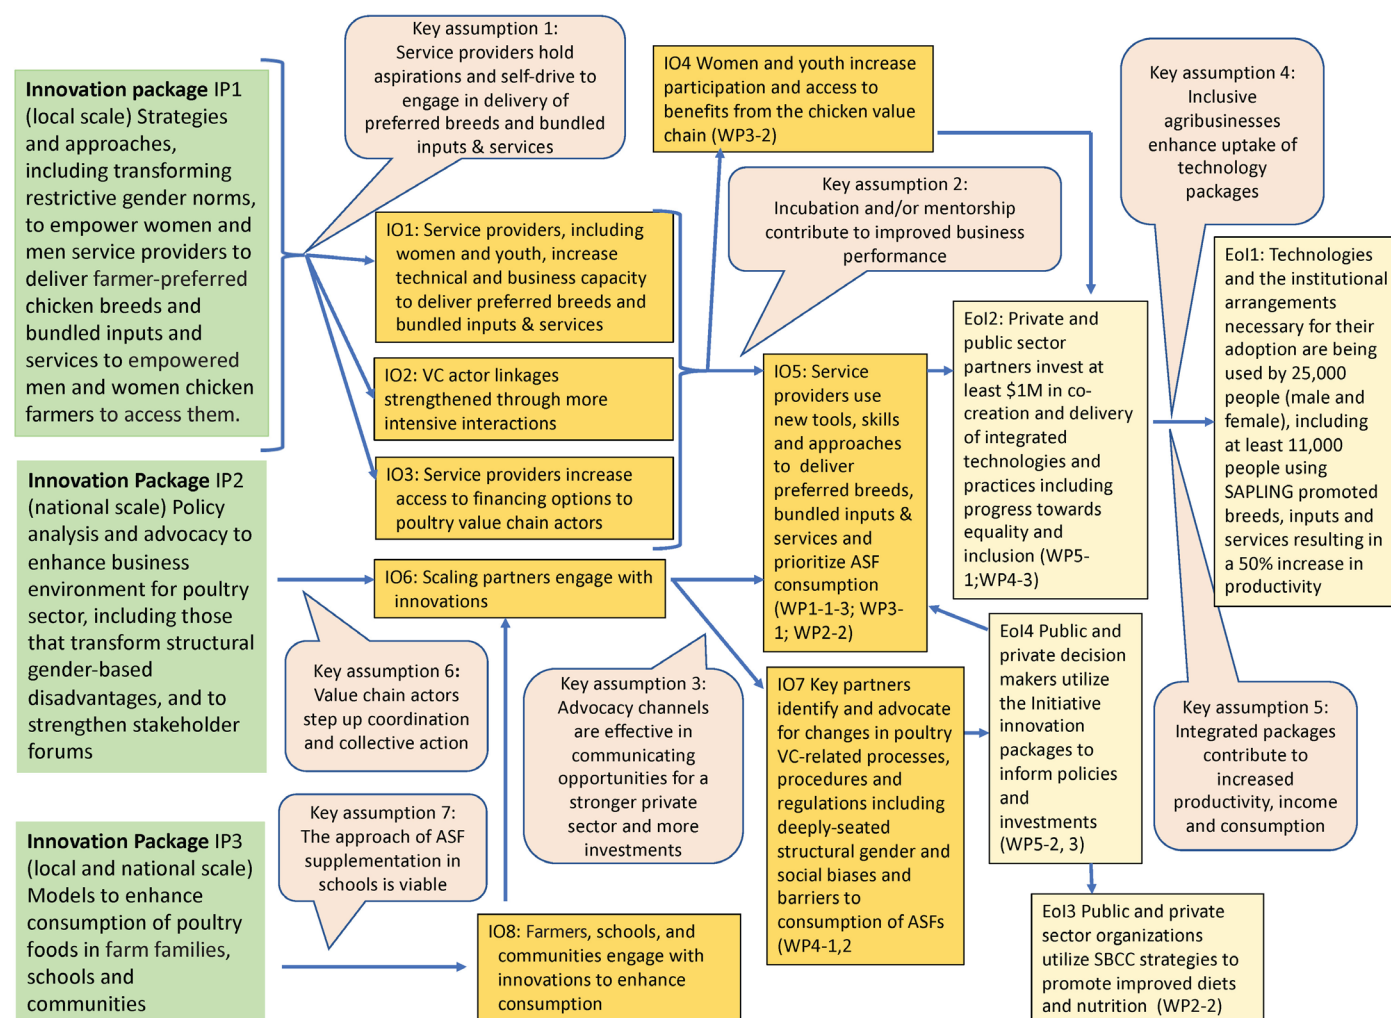 Innovation package IP1
(local scale) Strategies
and approaches,
including transforming
restrictive gender norms,
to empower women and
men service providers to
deliver farmer-preferred
chicken breeds and
bundled inputs and
services to empowered
men and women chicken
farmers to access them.
Innovation Package IP2
(national scale) Policy
analysis and advocacy to
enhance business
environment for poultry
sector, including those
that transform structural
gender-based
disadvantages, and to
strengthen stakeholder
forums
Innovation Package IP3
(local and national scale)
Models to enhance
consumption of poultry
foods in farm families,
schools and
communities
Key assumption 1:
Service providers hold
aspirations and self-drive to
engage in delivery of
preferred breeds and bundled
inputs & services
IO1: Service providers, including
women and youth, increase
technical and business capacity
to deliver preferred breeds and
bundled inputs & services
IO2: VC actor linkages
strengthened through more
intensive interactions
IO3: Service providers increase
access to financing options to
poultry value chain actors
IO6: Scaling partners engage with
innovations
Key assumption 6:
Value chain actors
step up coordination
and collective action
Key assumption 7:
The approach of ASF
supplementation in
schools is viable
IO8: Farmers, schools, and
communities engage with
innovations to enhance
consumption
Key assumption 3:
Advocacy channels
are effective in
communicating
opportunities for a
stronger private
sector and more
investments
IO4 Women and youth increase
participation and access to
benefits from the chicken value
chain (WP3-2)
Key assumption 2:
Incubation and/or mentorship
contribute to improved business
performance
IO5: Service
providers use
new tools, skills
and approaches
to deliver
preferred breeds,
bundled inputs &
services and
prioritize ASF
consumption
(WP1-1-3; WP3-
1; WP2-2)
IO7 Key partners
identify and advocate
for changes in poultry
VC-related processes,
procedures and
regulations including
deeply-seated
structural gender and
social biases and
barriers to
consumption of ASFs
(WP4-1,2
EoI2: Private and
public sector
partners invest at
least $1M in co-
creation and delivery
of integrated
technologies and
practices including
progress towards
equality and
inclusion (WP5-
1;WP4-3)
EoI4 Public and
private decision
makers utilize
the Initiative
innovation
packages to
inform policies
and
investments
(WP5-2, 3)
EoI3 Public and private
sector organizations
utilize SBCC strategies to
promote improved diets
and nutrition (WP2-2)
Key assumption 4:
Inclusive
agribusinesses
enhance uptake of
technology
packages
EoI1: Technologies
and the institutional
arrangements
necessary for their
adoption are being
used by 25,000
people (male and
female), including
at least 11,000
people using
SAPLING promoted
breeds, inputs and
services resulting in
a 50% increase in
productivity
Key assumption 5:
Integrated packages
contribute to
increased
productivity, income
and consumption